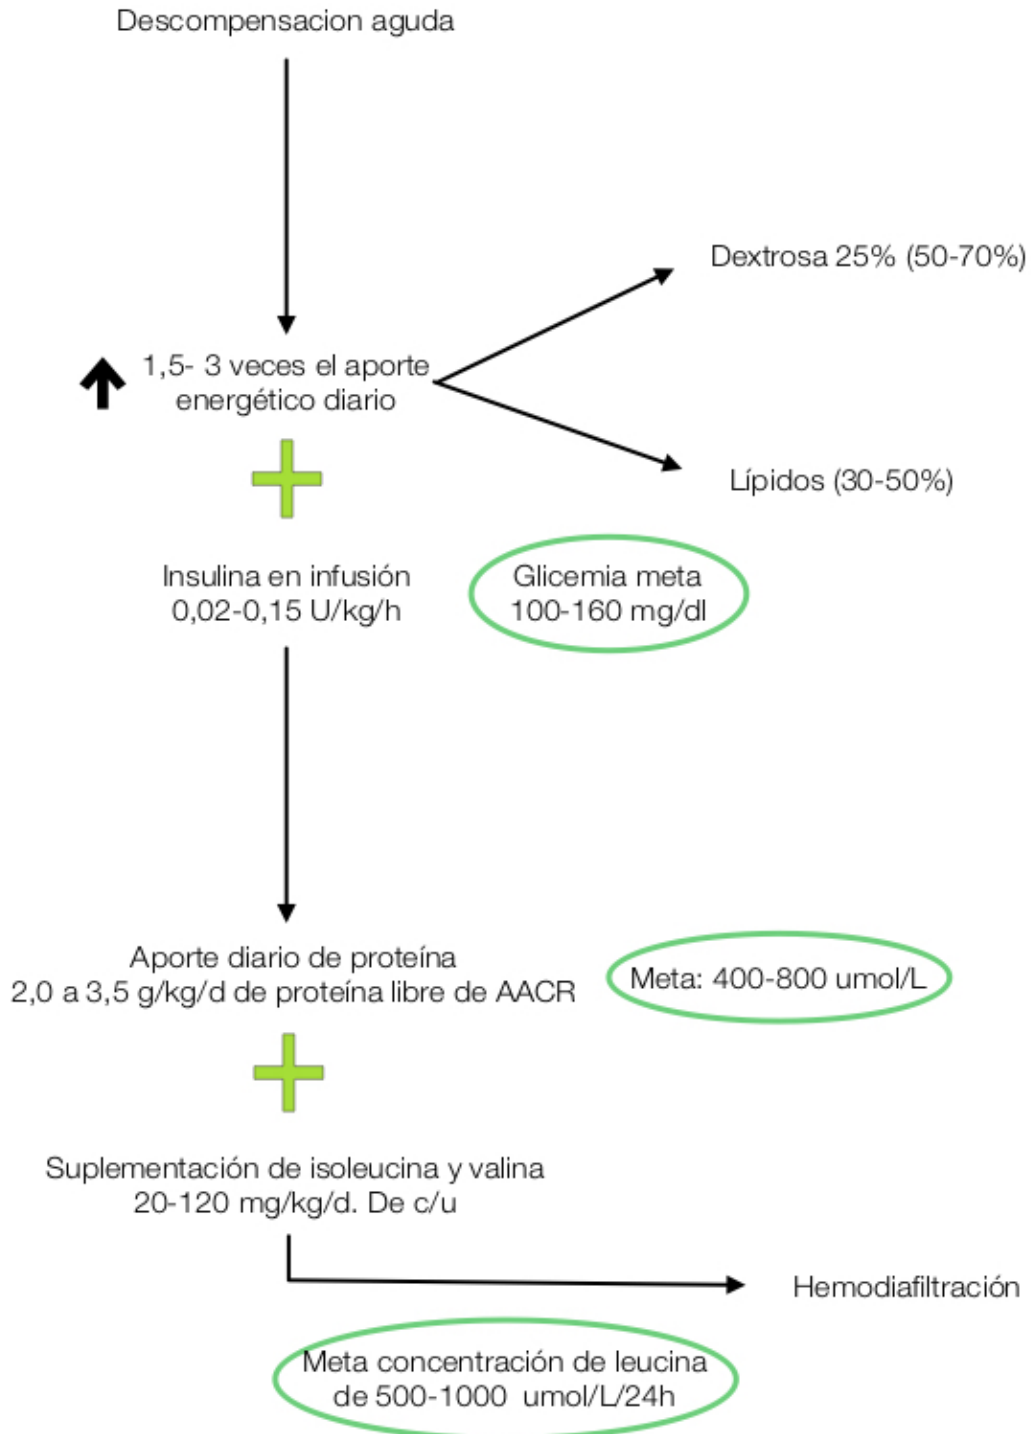 Descompensacion aguda
Dextrosa 25% (50-70%)
1,5- 3 veces el aporte
energético diario
Lípidos (30-50%)
Insulina en infusión
0,02-0,15 U/kg/h
Glicemia meta
100-160 mg/dl
Aporte diario de proteína
2,0 a 3,5 g/kg/d de proteína libre de AACR
Meta: 400-800 umol/L
Suplementación de isoleucina y valina
20-120 mg/kg/d. De c/u
Hemodiafiltración
Meta concentración de leucina
de 500-1000 umol/L/24h